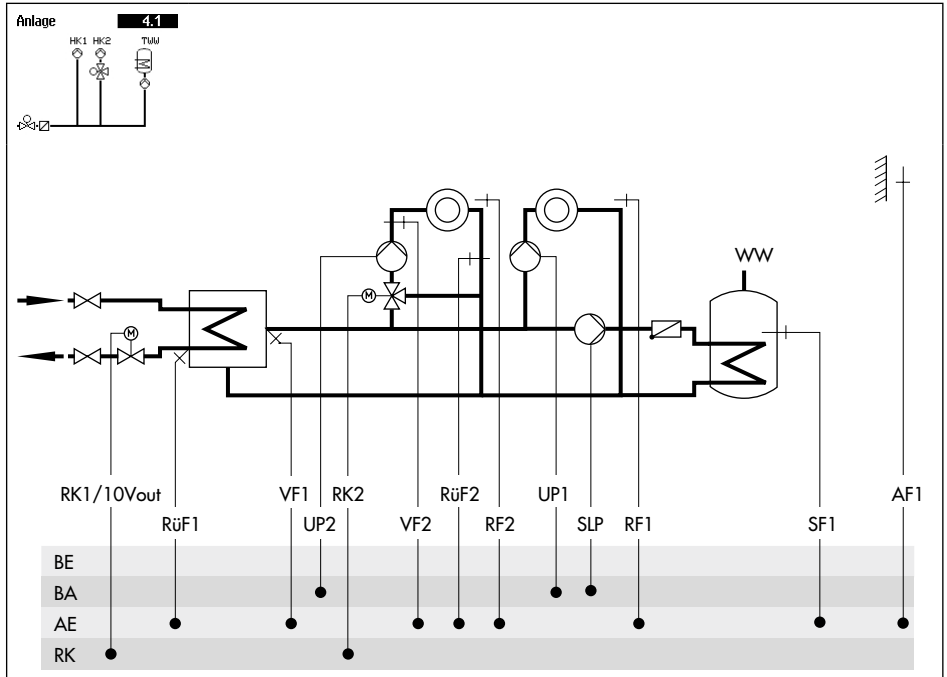 Anlage 4.1
HK1 HK2 TWW
WW
M
M
RK1/10Vout VF1 RK2 RüF2 UP1 AF1
RüF1 UP2 VF2 RF2 SLP RF1 SF1
BE
BA
AE
RK